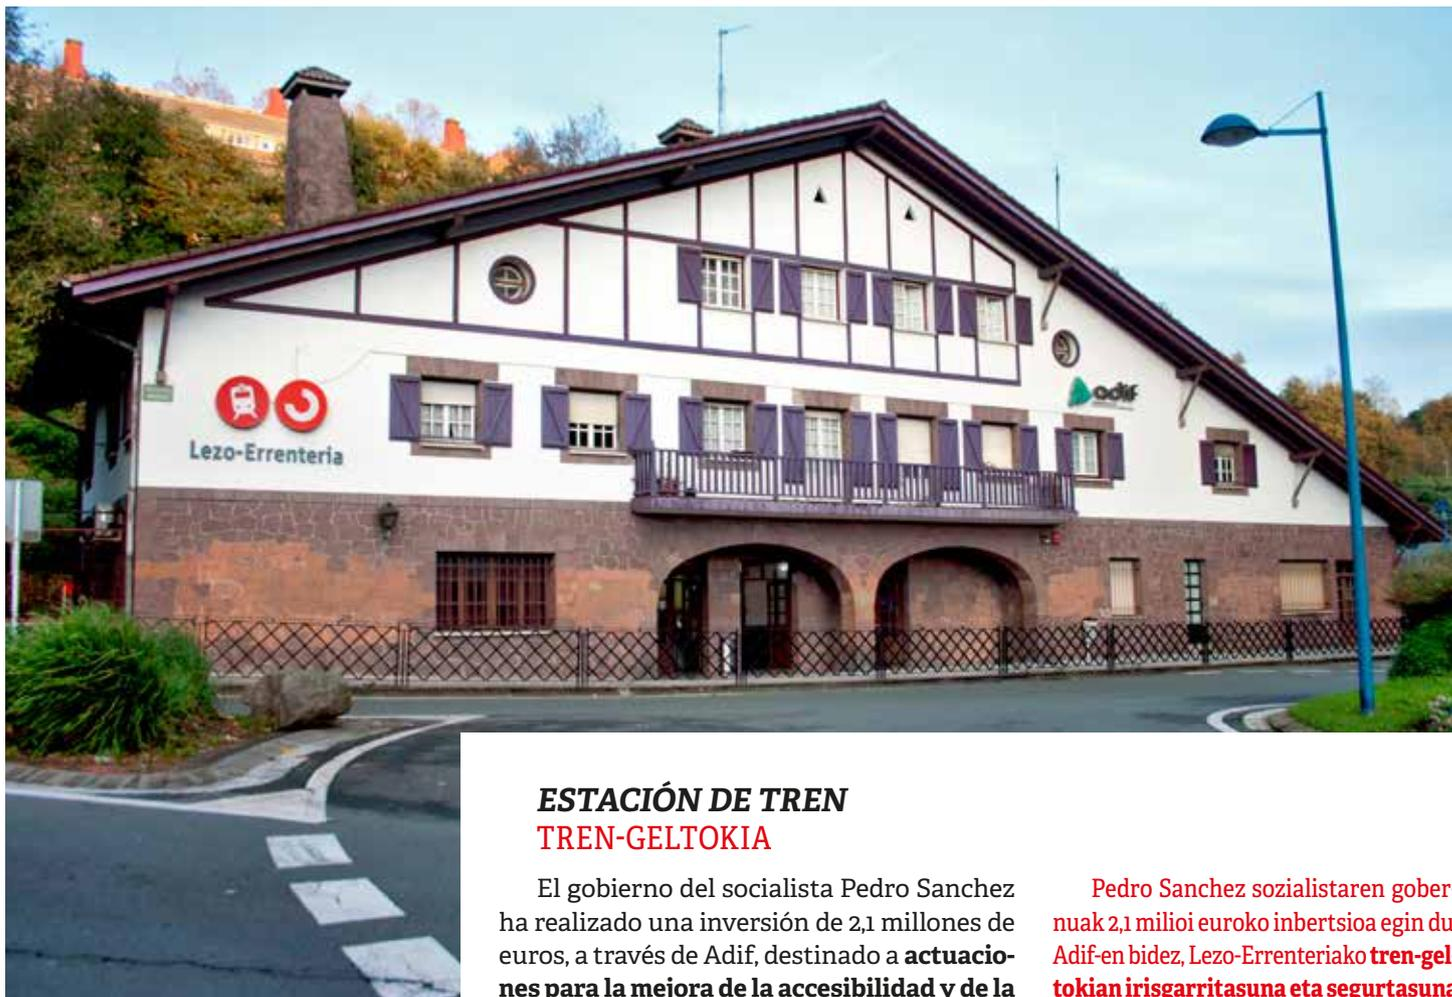 Lezo-Errenteria
adif
ESTACIÓN DE TREN
TREN-GELTOKIA
El gobierno del socialista Pedro Sanchez
ha realizado una inversión de 2,1 millones de
euros, a través de Adif, destinado a actuacio-
nes para la mejora de la accesibilidad y de la
Pedro Sanchez sozialistaren gober
nuak 2,1 milioi euroko inbertsioa egin du
Adif-en bidez, Lezo-Errenteriako tren-gel
tokian irisgarritasuna eta segurtasuna